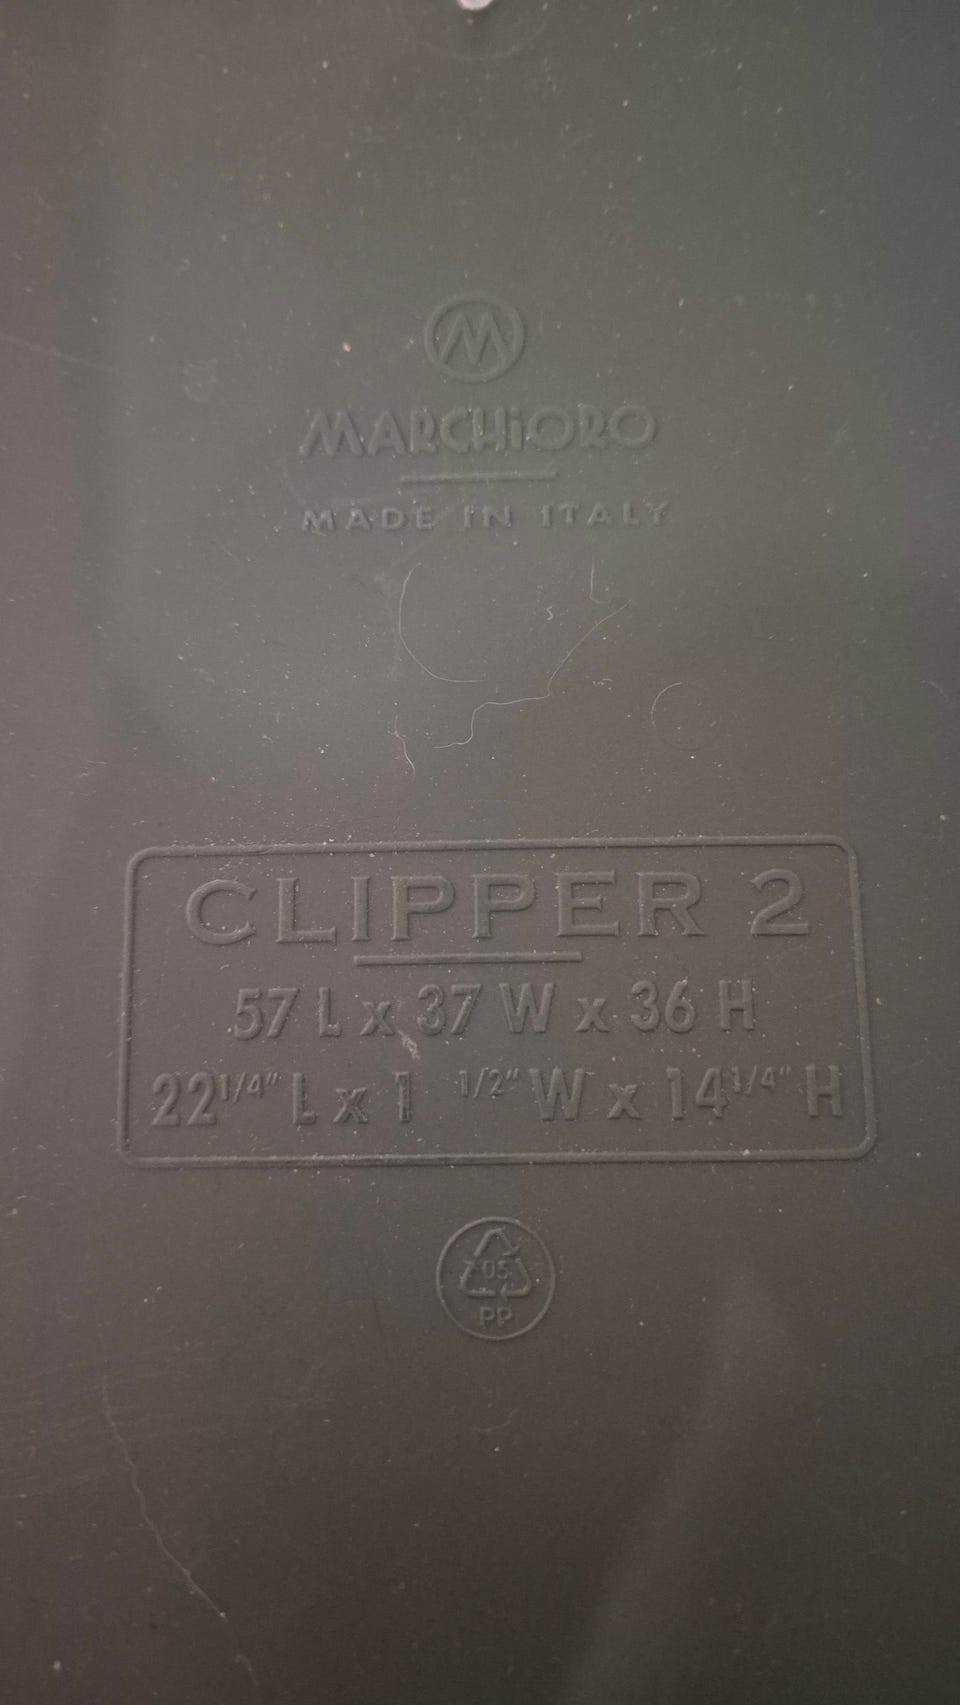 M
MARCHiORO
MADE IN ITALY
CLIPPER 2
57 L x 37 W x 36 H
22 1/4" L x 1 1/2" W x 14 1/4" H
05
PP